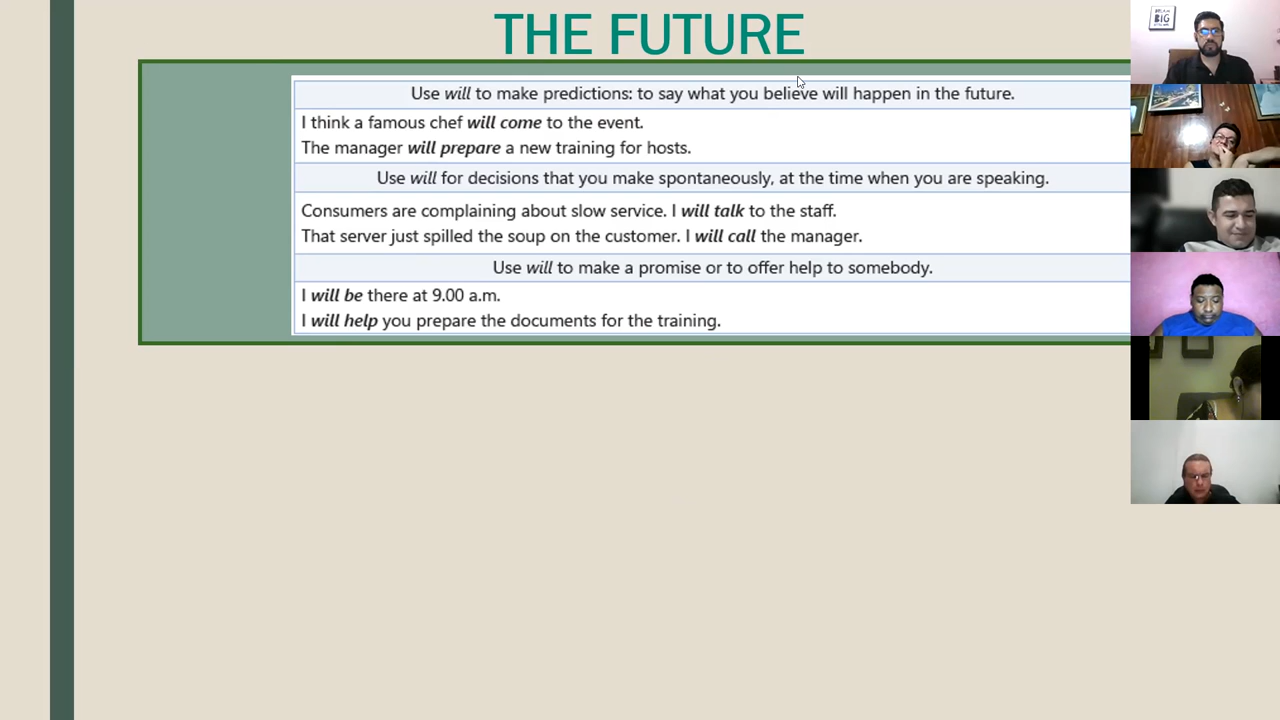 THE FUTURE
Use will to make predictions: to say what you believe will happen in the future.
I think a famous chef will come to the event.
The manager will prepare a new training for hosts.
Use will for decisions that you make spontaneously, at the time when you are speaking.
Consumers are complaining about slow service. I will talk to the staff.
That server just spilled the soup on the customer. I will call the manager.
Use will to make a promise or to offer help to somebody.
I will be there at 9.00 a.m.
I will help you prepare the documents for the training.
DREAM
BIG